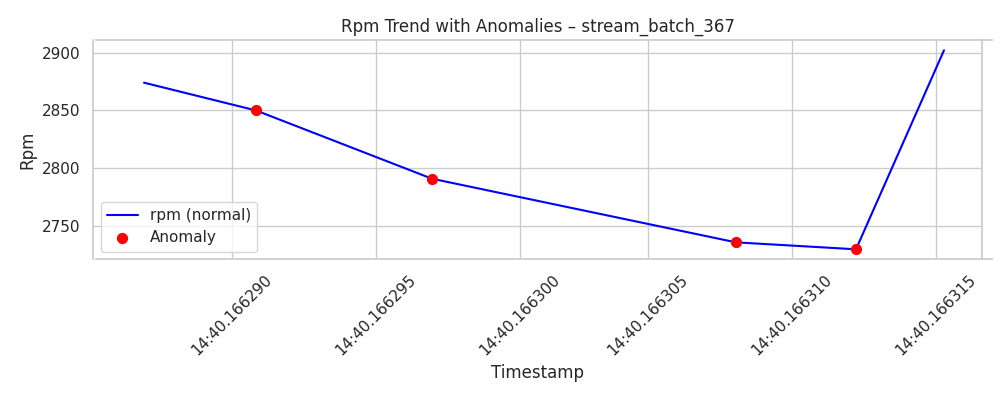 Rpm Trend with Anomalies – stream_batch_367
Rpm
2900
2850
2800
2750
rpm (normal)
Anomaly
14:40.166290
14:40.166295
14:40.166300
14:40.166305
14:40.166310
14:40.166315
Timestamp